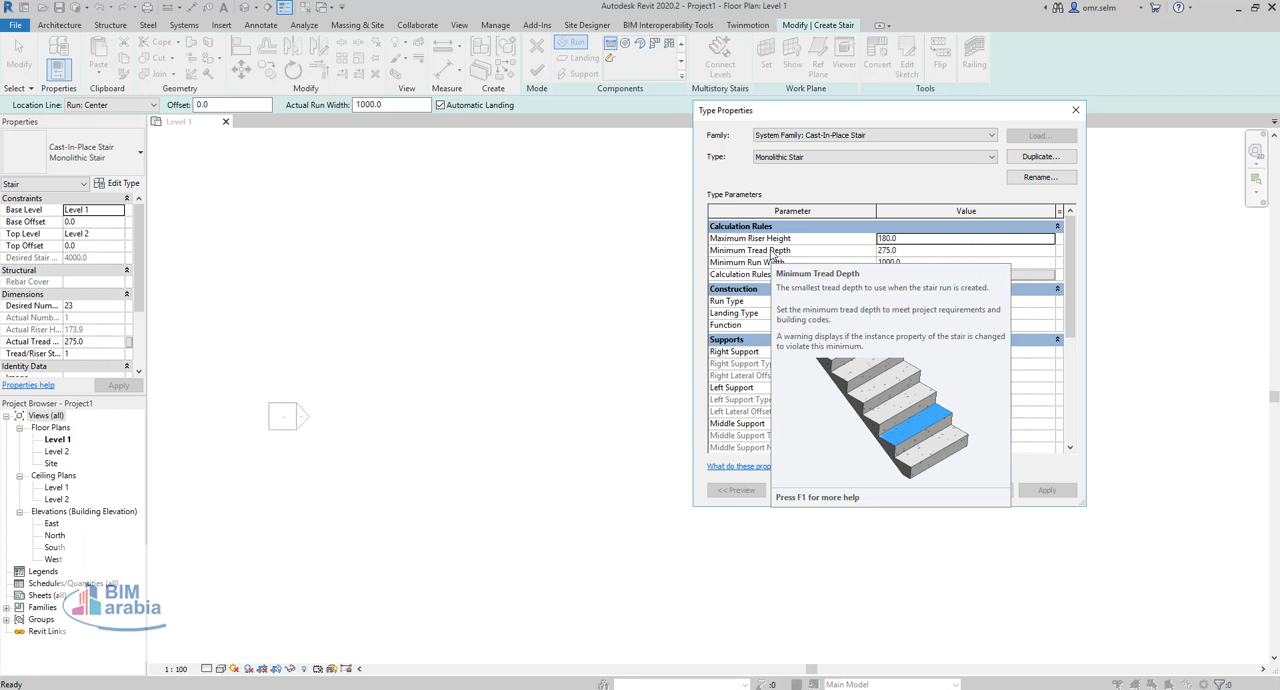 Autodesk Revit 2020.2 - Project1 - Floor Plan: Level 1
omr.selm
File Architecture Structure Steel Systems Insert Annotate Analyze Massing & Site Collaborate View Manage Add-Ins Site Designer BIM Interoperability Tools Twinmotion Modify | Create Stair
Modify Paste Cope Cut Join Run Landing Support Connect Levels Set Show Ref Plane Viewer Convert Edit Sketch Flip Railing
Select Properties Clipboard Geometry Modify View Measure Create Mode Components Multistory Stairs Work Plane Tools
Location Line: Run: Center Offset: 0.0 Actual Run Width: 1000.0 Automatic Landing
Properties
Level 1
Cast-In-Place Stair
Monolithic Stair
Stair Edit Type
Constraints
Base Level Level 1
Base Offset 0.0
Top Level Level 2
Top Offset 0.0
Desired Stair... 4000.0
Structural
Rebar Cover
Dimensions
Desired Num... 23
Actual Number... 1
Actual Riser H... 173.9
Actual Tread ... 275.0
Tread/Riser St... 1
Identity Data
Properties help Apply
Project Browser - Project1
Views (all)
Floor Plans
Level 1
Level 2
Site
Ceiling Plans
Level 1
Level 2
Elevations (Building Elevation)
East
North
South
West
Legends
Schedules/Quantities (all)
Sheets (all)
Families
Groups
Revit Links
BIM
arabia
Type Properties
Family: System Family: Cast-In-Place Stair Load...
Type: Monolithic Stair Duplicate...
Rename...
Type Parameters
Parameter Value =
Calculation Rules
Maximum Riser Height 180.0
Minimum Tread Depth 275.0
Minimum Run Width 1000.0
Calculation Rules
Construction
Run Type
Landing Type
Function
Supports
Right Support
Right Support Typ
Right Lateral Offs
Left Support
Left Support Type
Left Lateral Offset
Middle Support
Middle Support T
Middle Support N
What do these prop
<< Preview Apply
Minimum Tread Depth
The smallest tread depth to use when the stair run is created.
Set the minimum tread depth to meet project requirements and
building codes.
A warning displays if the instance property of the stair is changed
to violate this minimum.
Press F1 for more help
1 : 100
Ready :0 Main Model :0